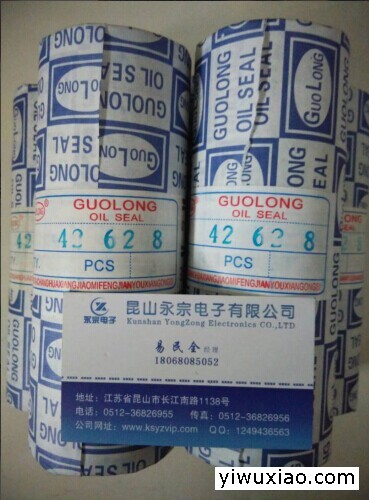 GUOLONG
OIL SEAL
GUOLONG
OIL SEAL
GUOLONG
OIL SEAL
42 62 8
PCS
GUOLONG
OIL SEAL
42 62 8
PCS
永宗电子
昆山永宗电子有限公司
Kunshan YongZong Electronics CO.,LTD
易民全 经理
18068085052
地址:江苏省昆山市长江南路1138号
电话:0512-36826955 传真:0512-36826956
公司网址:www.ksyzvip.com QQ:1249436563
yiwuxiao.com